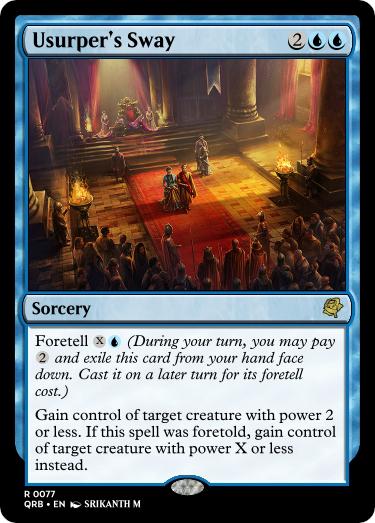 Usurper's Sway 2
Sorcery
Foretell X (During your turn, you may pay
2 and exile this card from your hand face
down. Cast it on a later turn for its foretell
cost.)
Gain control of target creature with power 2
or less. If this spell was foretold, gain control
of target creature with power X or less
instead.
R 0077
QRB • EN SRIKANTH M